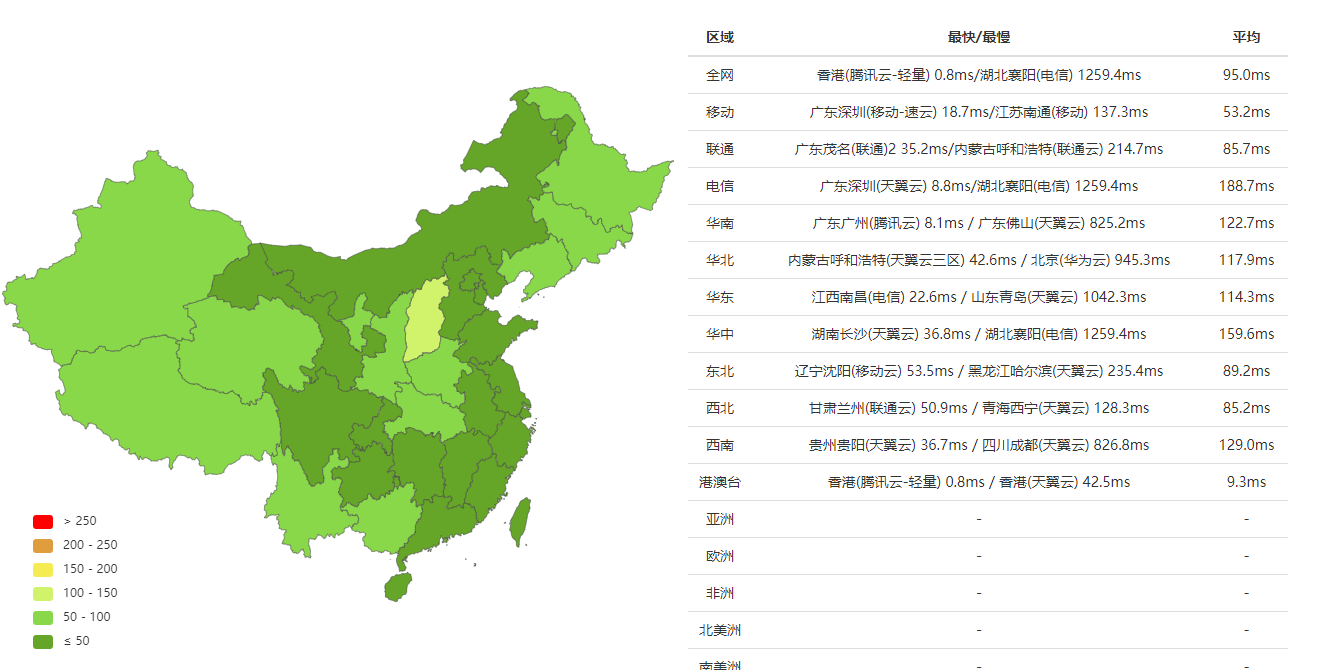 区域 最快/最慢 平均
全网 香港(腾讯云-轻量) 0.8ms/湖北襄阳(电信) 1259.4ms 95.0ms
移动 广东深圳(移动-速云) 18.7ms/江苏南通(移动) 137.3ms 53.2ms
联通 广东茂名(联通)2 35.2ms/内蒙古呼和浩特(联通云) 214.7ms 85.7ms
电信 广东深圳(天翼云) 8.8ms/湖北襄阳(电信) 1259.4ms 188.7ms
华南 广东广州(腾讯云) 8.1ms / 广东佛山(天翼云) 825.2ms 122.7ms
华北 内蒙古呼和浩特(天翼云三区) 42.6ms / 北京(华为云) 945.3ms 117.9ms
华东 江西南昌(电信) 22.6ms / 山东青岛(天翼云) 1042.3ms 114.3ms
华中 湖南长沙(天翼云) 36.8ms / 湖北襄阳(电信) 1259.4ms 159.6ms
东北 辽宁沈阳(移动云) 53.5ms / 黑龙江哈尔滨(天翼云) 235.4ms 89.2ms
西北 甘肃兰州(联通云) 50.9ms / 青海西宁(天翼云) 128.3ms 85.2ms
西南 贵州贵阳(天翼云) 36.7ms / 四川成都(天翼云) 826.8ms 129.0ms
港澳台 香港(腾讯云-轻量) 0.8ms / 香港(天翼云) 42.5ms 9.3ms
亚洲 - -
欧洲 - -
非洲 - -
北美洲 - -
南美洲 - -
> 250
200 - 250
150 - 200
100 - 150
50 - 100
≤ 50